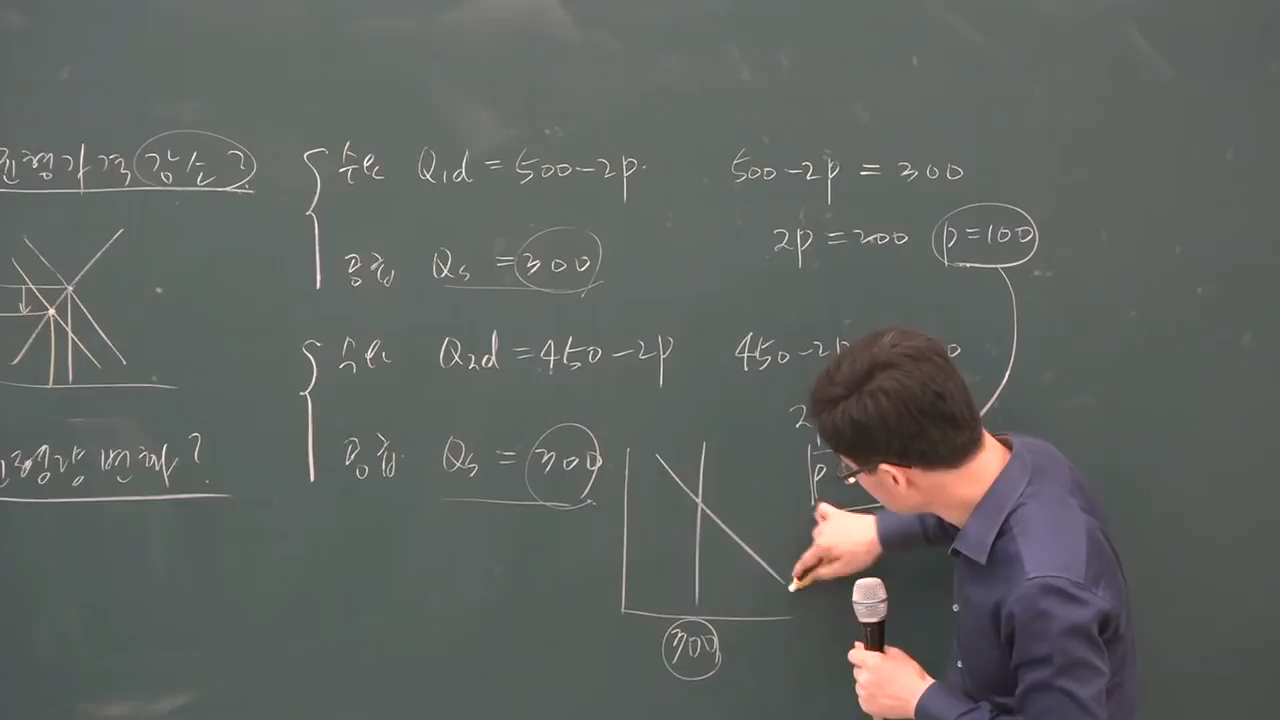 균형가격 감소?
수요 Q₁d = 500-2p
500-2p = 300
2p = 200 p=100
공급 Qs = 300
수요 Q₂d = 450-2p
450-2p
공급 Qs = 300
p
균형량 변화?
300